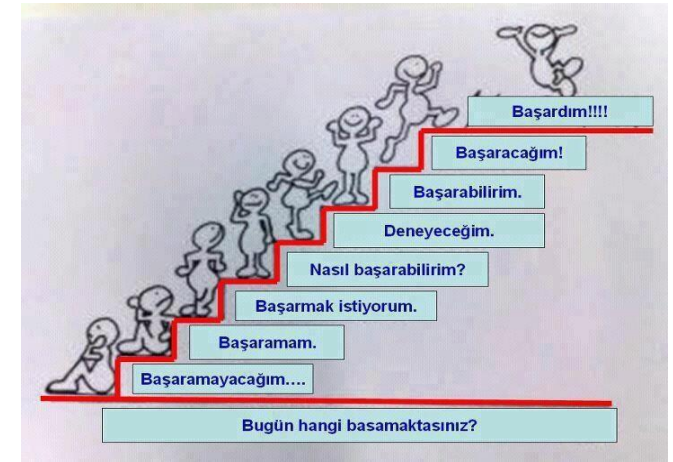 Başardım!!!!
Başaracağım!
Başarabilirim.
Deneyeceğim.
Nasıl başarabilirim?
Başarmak istiyorum.
Başaramam.
Başaramayacağım....
Bugün hangi basamaktasınız?